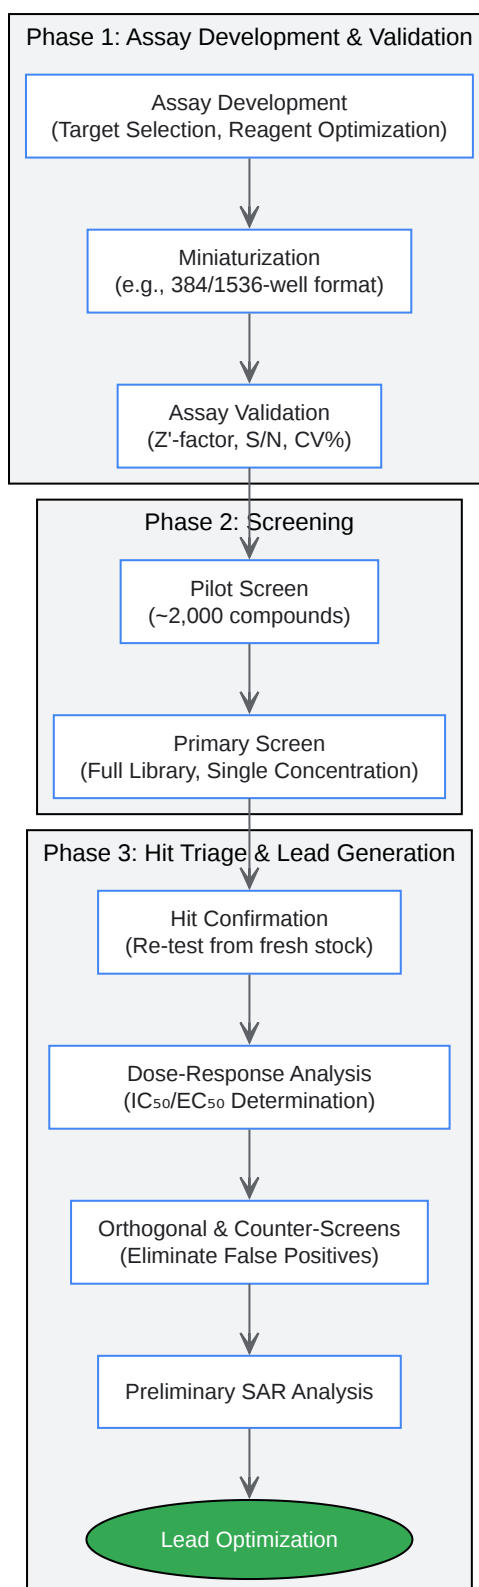 Phase 1: Assay Development & Validation
Assay Development
(Target Selection, Reagent Optimization)
Miniaturization
(e.g., 384/1536-well format)
Assay Validation
(Z'-factor, S/N, CV%)
Phase 2: Screening
Pilot Screen
(~2,000 compounds)
Primary Screen
(Full Library, Single Concentration)
Phase 3: Hit Triage & Lead Generation
Hit Confirmation
(Re-test from fresh stock)
Dose-Response Analysis
(IC₅₀/EC₅₀ Determination)
Orthogonal & Counter-Screens
(Eliminate False Positives)
Preliminary SAR Analysis
Lead Optimization